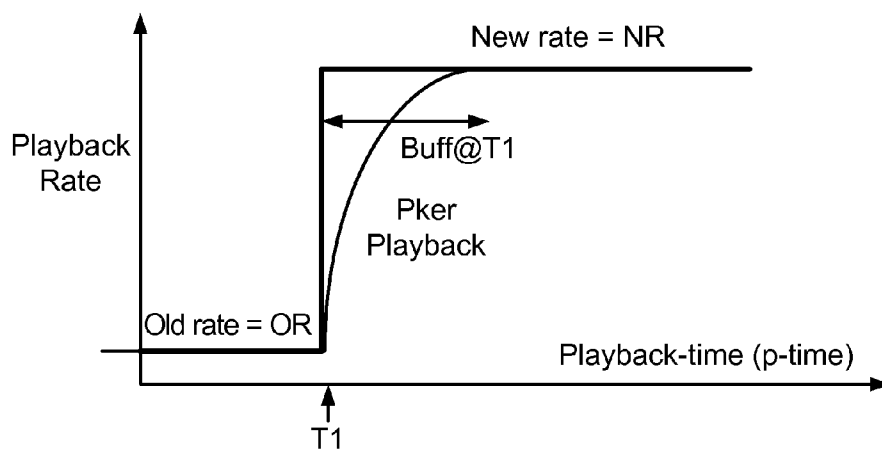 New rate = NR
Playback
Rate
Buff@T1
Pker
Playback
Old rate = OR
Playback-time (p-time)
T1